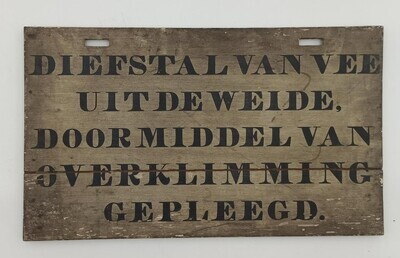 DIEFSTAL VAN VEE
UIT DE WEIDE,
DOOR MIDDEL VAN
OVERKLIMMING
GEPLEEGD.